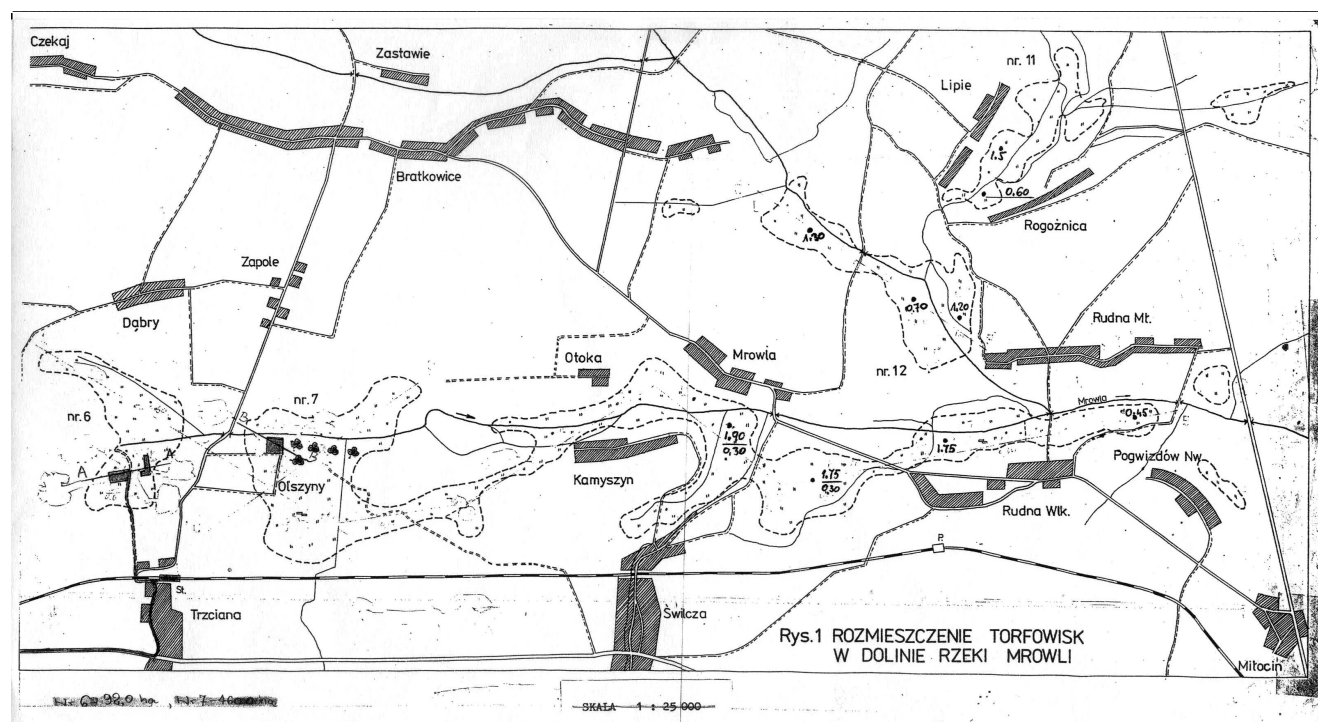 Czekaj
Zastawie
nr. 11
Lipie
1.5
0.60
Bratkowice
Rogoźnica
1.30
Zapole
0.70
1.20
Dąbry
Rudna Mł.
Otoka
Mrowla
nr. 12
nr. 7
nr. 6
Mrowla
0.45
1.90
0,30
1.75
A A
Olszyny
Kamyszyn
1.75
0,30
Pogwizdów Nw.
Rudna Wlk.
P.
St.
Trzciana
Świlcza
Rys.1 ROZMIESZCZENIE TORFOWISK
W DOLINIE RZEKI MROWLI
Miłocin
SKALA 1 : 25 000